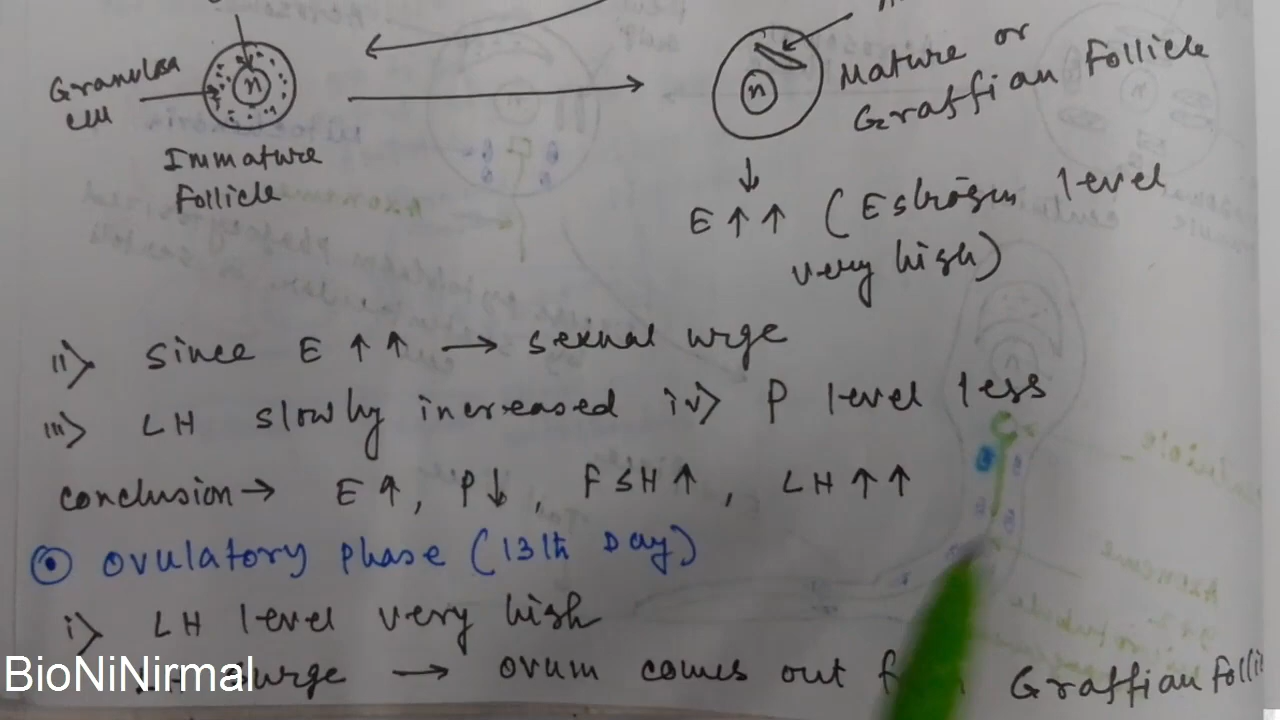 Granulosa
cell
n
Immature
Follicle
n
Mature or
Graffian Follicle
E ↑ ↑ ( Estrogen level
very high)
ii) Since E ↑ ↑ → sexual urge
iii) LH slowly increased iv) P level less
conclusion → E ↑, P ↓, FSH ↑, LH ↑ ↑
ovulatory phase (13th Day)
i) LH level very high
surge → ovum comes out Graffian Folli
BioNiNirmal